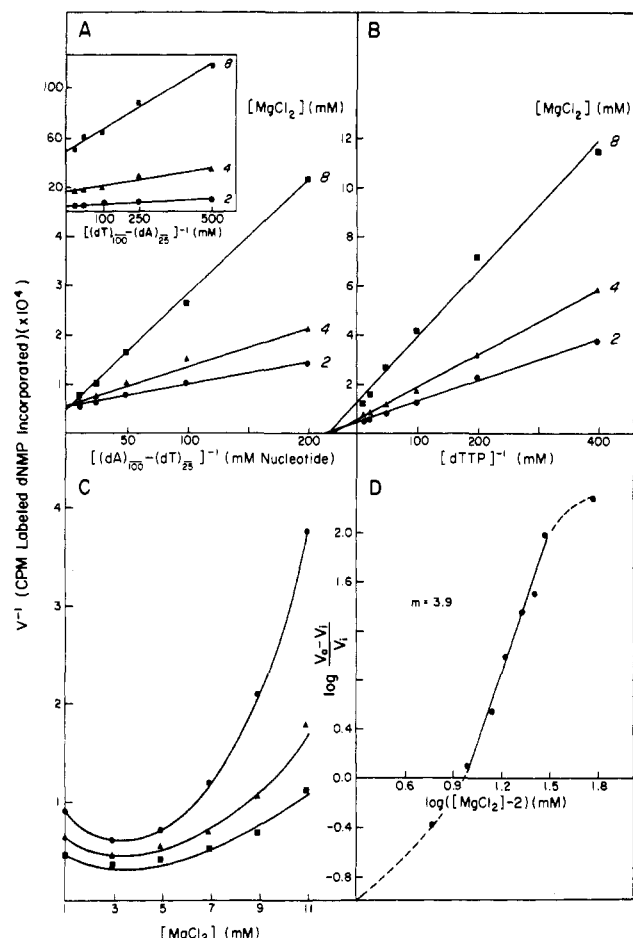 A
B
8
4
2
100
60
20
100 250 500
[(dT)100-(dA)25]-1 (mM)
[MgCl2] (mM)
8
4
2
4
3
2
1
50 100 200
[(dA)100-(dT)25]-1 (mM Nucleotide)
[MgCl2] (mM)
8
4
2
12
10
8
6
4
2
100 200 400
[dTTP]-1 (mM)
V-1 (CPM Labeled dNMP Incorporated)(x104)
C
4
3
2
1
1 3 5 7 9 11
[MgCl2] (mM)
D
m = 3.9
log Vo-Vi
Vi
2.0
1.6
0.4
0.0
-0.4
-0.8
0.6 0.9 1.2 1.5 1.8
log([MgCl2]-2) (mM)